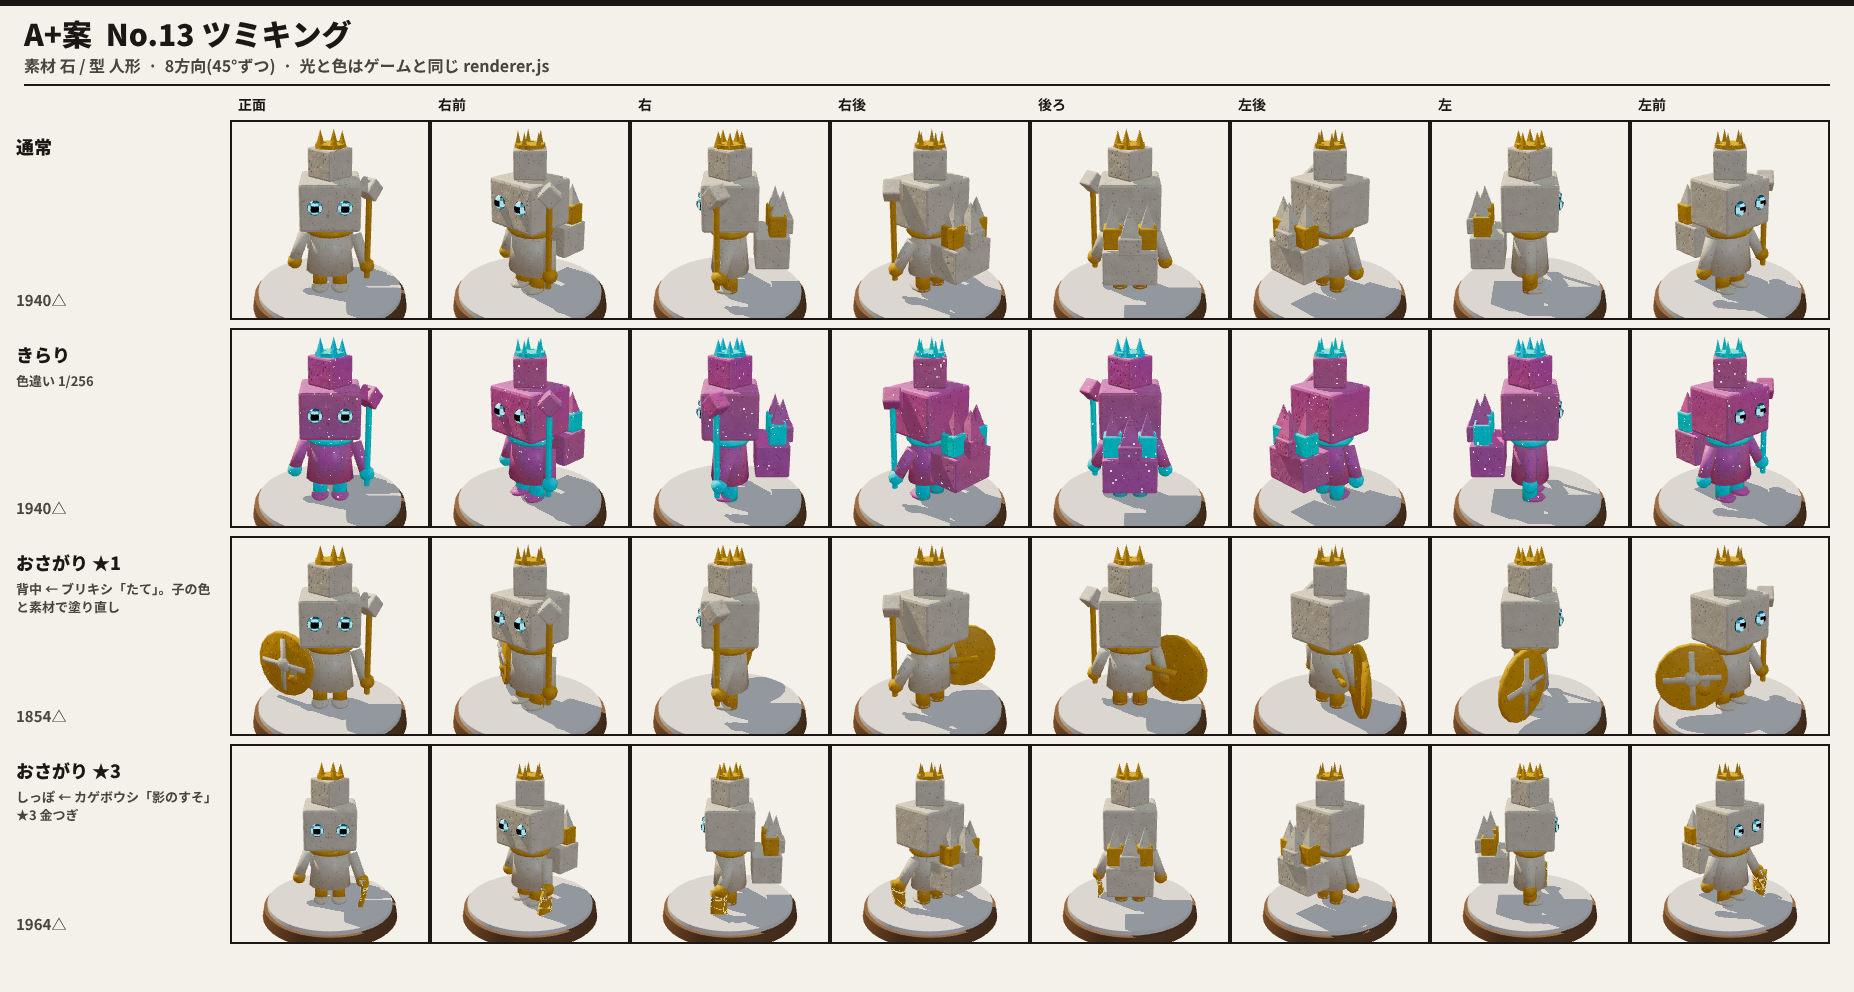 A+案 No.13 ツミキング
素材 石 / 型 人形 · 8方向(45°ずつ) · 光と色はゲームと同じ renderer.js
正面 右前 右 右後 後ろ 左後 左 左前
通常
1940△
きらり
色違い 1/256
1940△
おさがり ★1
背中 ← ブリキシ「たて」。子の色
と素材で塗り直し
1854△
おさがり ★3
しっぽ ← カゲボウシ「影のすそ」
★3 金つぎ
1964△